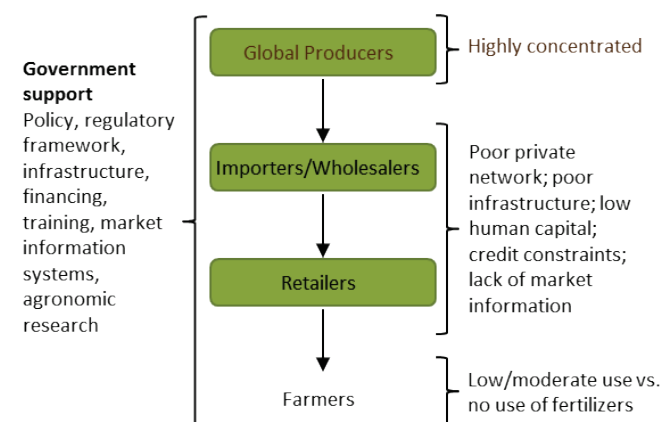 Government
support
Policy, regulatory
framework,
infrastructure,
financing,
training, market
information
systems,
agronomic
research
Global Producers
Highly concentrated
Importers/Wholesalers
Retailers
Poor private
network; poor
infrastructure; low
human capital;
credit constraints;
lack of market
information
Farmers
Low/moderate use vs.
no use of fertilizers